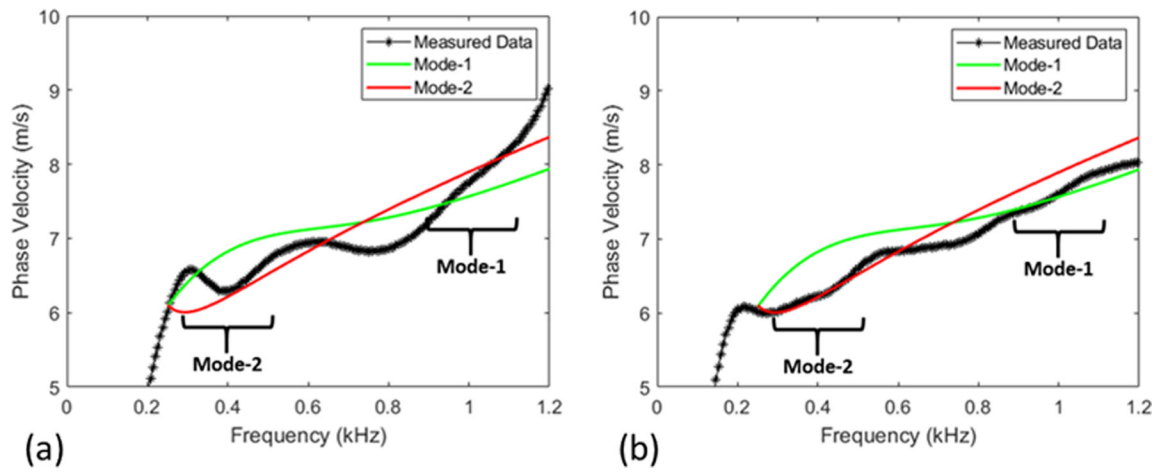 10
9
8
7
6
5
Phase Velocity (m/s)
Measured Data
Mode-1
Mode-2
Mode-1
Mode-2
0 0.2 0.4 0.6 0.8 1 1.2
Frequency (kHz)
(a)
10
9
8
7
6
5
Phase Velocity (m/s)
Measured Data
Mode-1
Mode-2
Mode-1
Mode-2
0 0.2 0.4 0.6 0.8 1 1.2
Frequency (kHz)
(b)